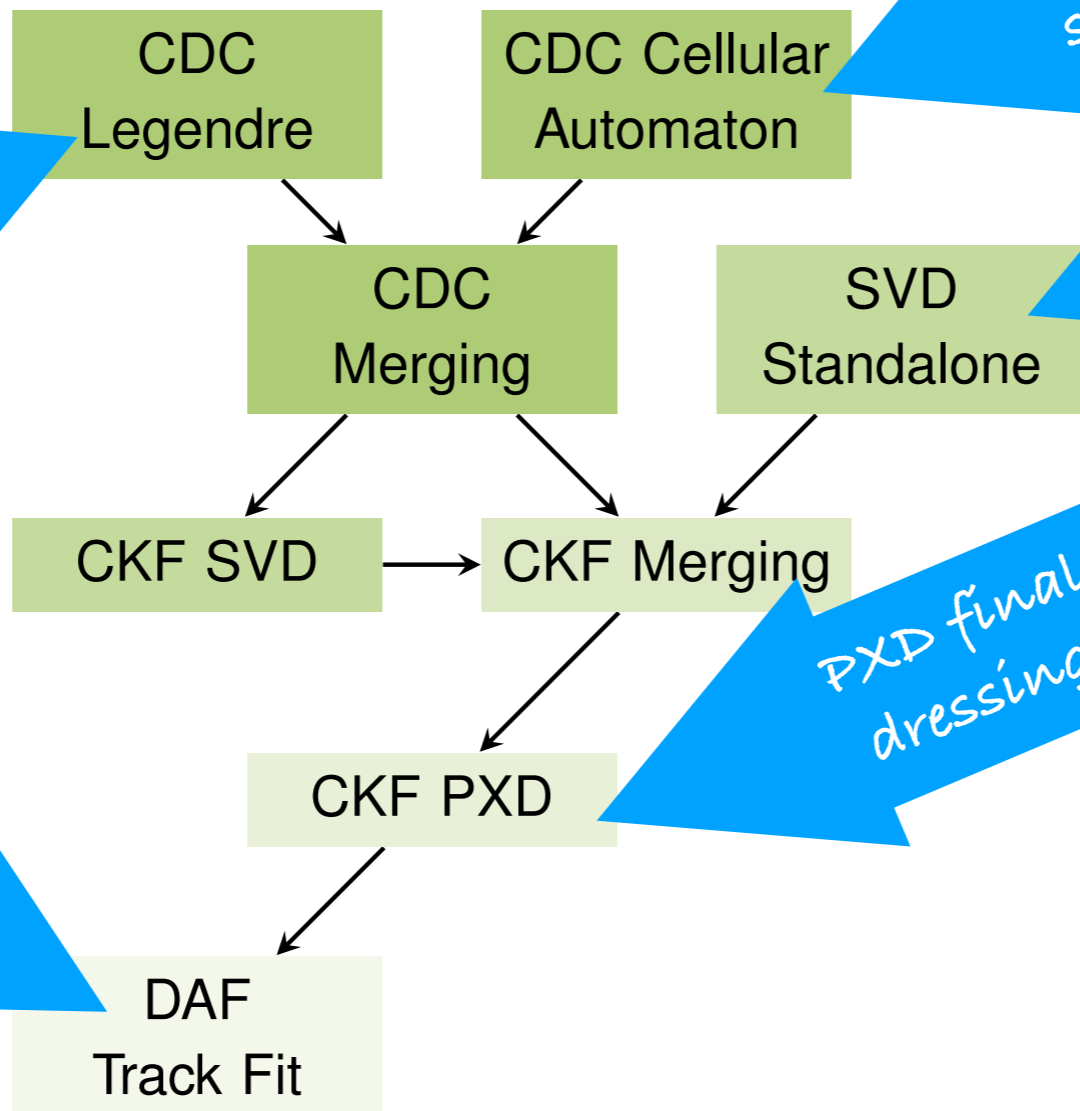 CDC
Legendre
CDC Cellular
Automaton
CDC
Merging
SVD
Standalone
CKF SVD
CKF Merging
PXD final
dressing
CKF PXD
DAF
Track Fit